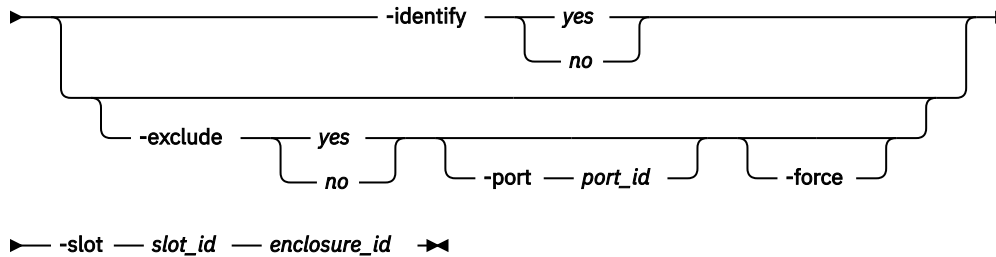 -identify yes
no
-exclude yes
no -port port_id -force
-slot slot_id enclosure_id